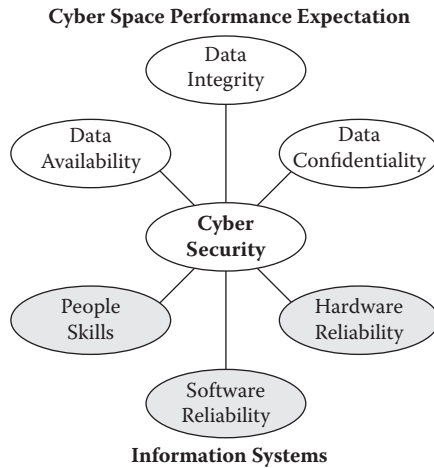 Cyber Space Performance Expectation
Data
Integrity
Data
Availability
Data
Confidentiality
Cyber
Security
People
Skills
Hardware
Reliability
Software
Reliability
Information Systems